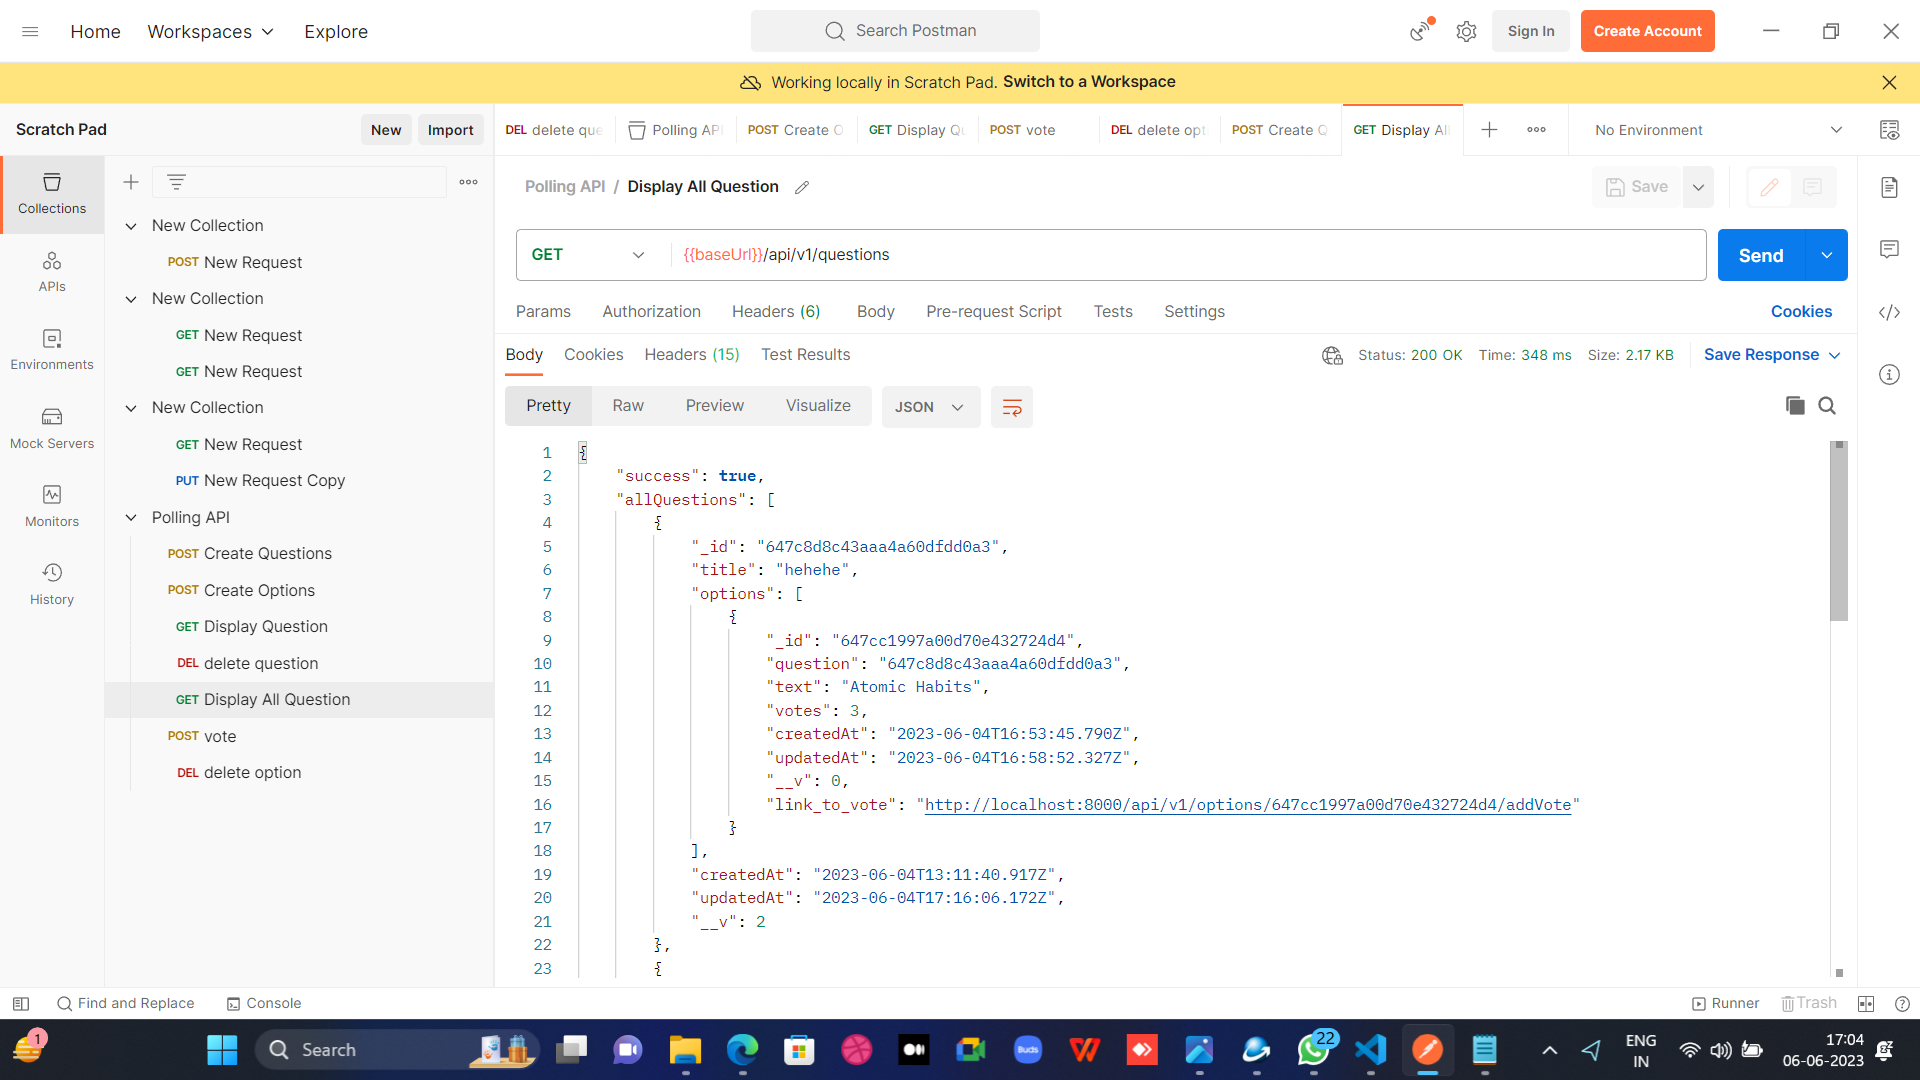 Home Workspaces Explore Search Postman Sign In Create Account
Working locally in Scratch Pad. Switch to a Workspace
Scratch Pad New Import
DEL delete que Polling API POST Create O GET Display Qu POST vote DEL delete opt POST Create Q GET Display All No Environment
Collections
APIs
Environments
Mock Servers
Monitors
History
New Collection
POST New Request
New Collection
GET New Request
GET New Request
New Collection
GET New Request
PUT New Request Copy
Polling API
POST Create Questions
POST Create Options
GET Display Question
DEL delete question
GET Display All Question
POST vote
DEL delete option
Polling API / Display All Question Save
GET {{baseUrl}}/api/v1/questions Send
Params Authorization Headers (6) Body Pre-request Script Tests Settings Cookies
Body Cookies Headers (15) Test Results Status: 200 OK Time: 348 ms Size: 2.17 KB Save Response
Pretty Raw Preview Visualize JSON
1 {
2 "success": true,
3 "allQuestions": [
4 {
5 "_id": "647c8d8c43aaa4a60dfdd0a3",
6 "title": "hehehe",
7 "options": [
8 {
9 "_id": "647cc1997a00d70e432724d4",
10 "question": "647c8d8c43aaa4a60dfdd0a3",
11 "text": "Atomic Habits",
12 "votes": 3,
13 "createdAt": "2023-06-04T16:53:45.790Z",
14 "updatedAt": "2023-06-04T16:58:52.327Z",
15 "__v": 0,
16 "link_to_vote": "http://localhost:8000/api/v1/options/647cc1997a00d70e432724d4/addVote"
17 }
18 ],
19 "createdAt": "2023-06-04T13:11:40.917Z",
20 "updatedAt": "2023-06-04T17:16:06.172Z",
21 "__v": 2
22 },
23 {
Find and Replace Console Runner Trash
1 Search Buds 22 ENG IN 17:04
06-06-2023